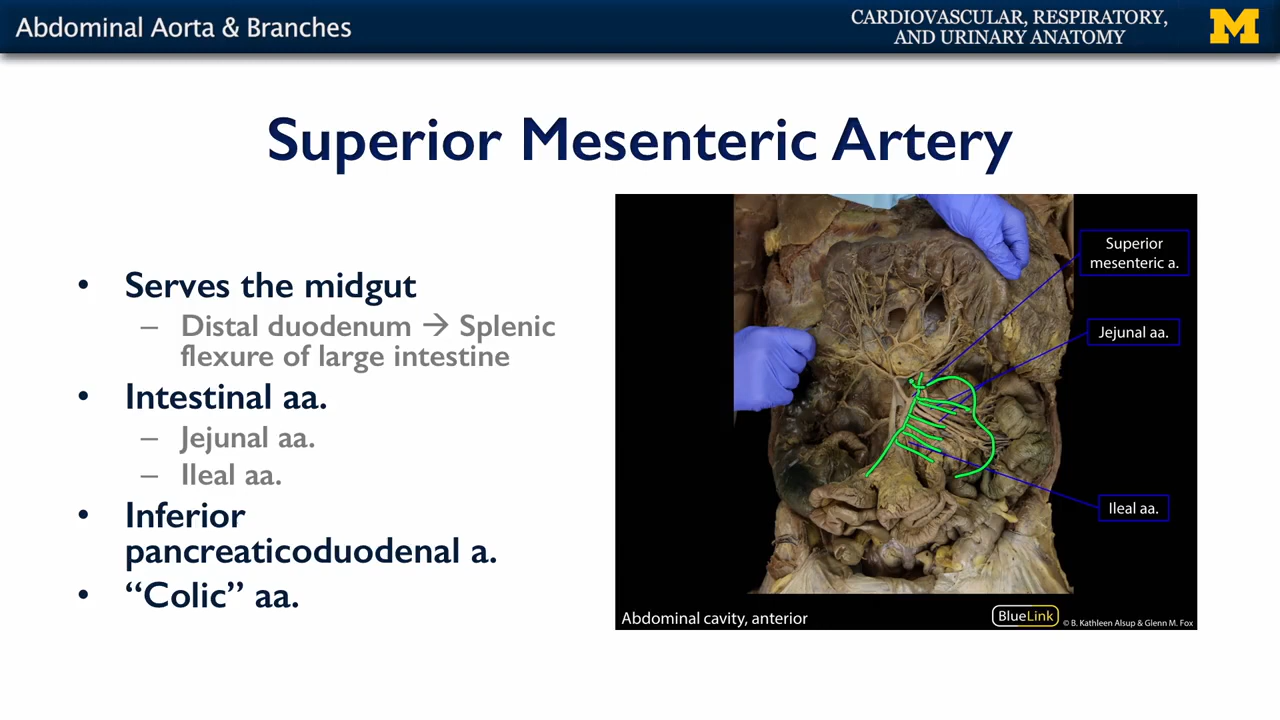 Abdominal Aorta & Branches
CARDIOVASCULAR, RESPIRATORY,
AND URINARY ANATOMY
M
Superior Mesenteric Artery
• Serves the midgut
– Distal duodenum → Splenic
flexure of large intestine
• Intestinal aa.
– Jejunal aa.
– Ileal aa.
• Inferior
pancreaticoduodenal a.
• “Colic” aa.
Superior
mesenteric a.
Jejunal aa.
Ileal aa.
Abdominal cavity, anterior
BlueLink
© B. Kathleen Alsup & Glenn M. Fox